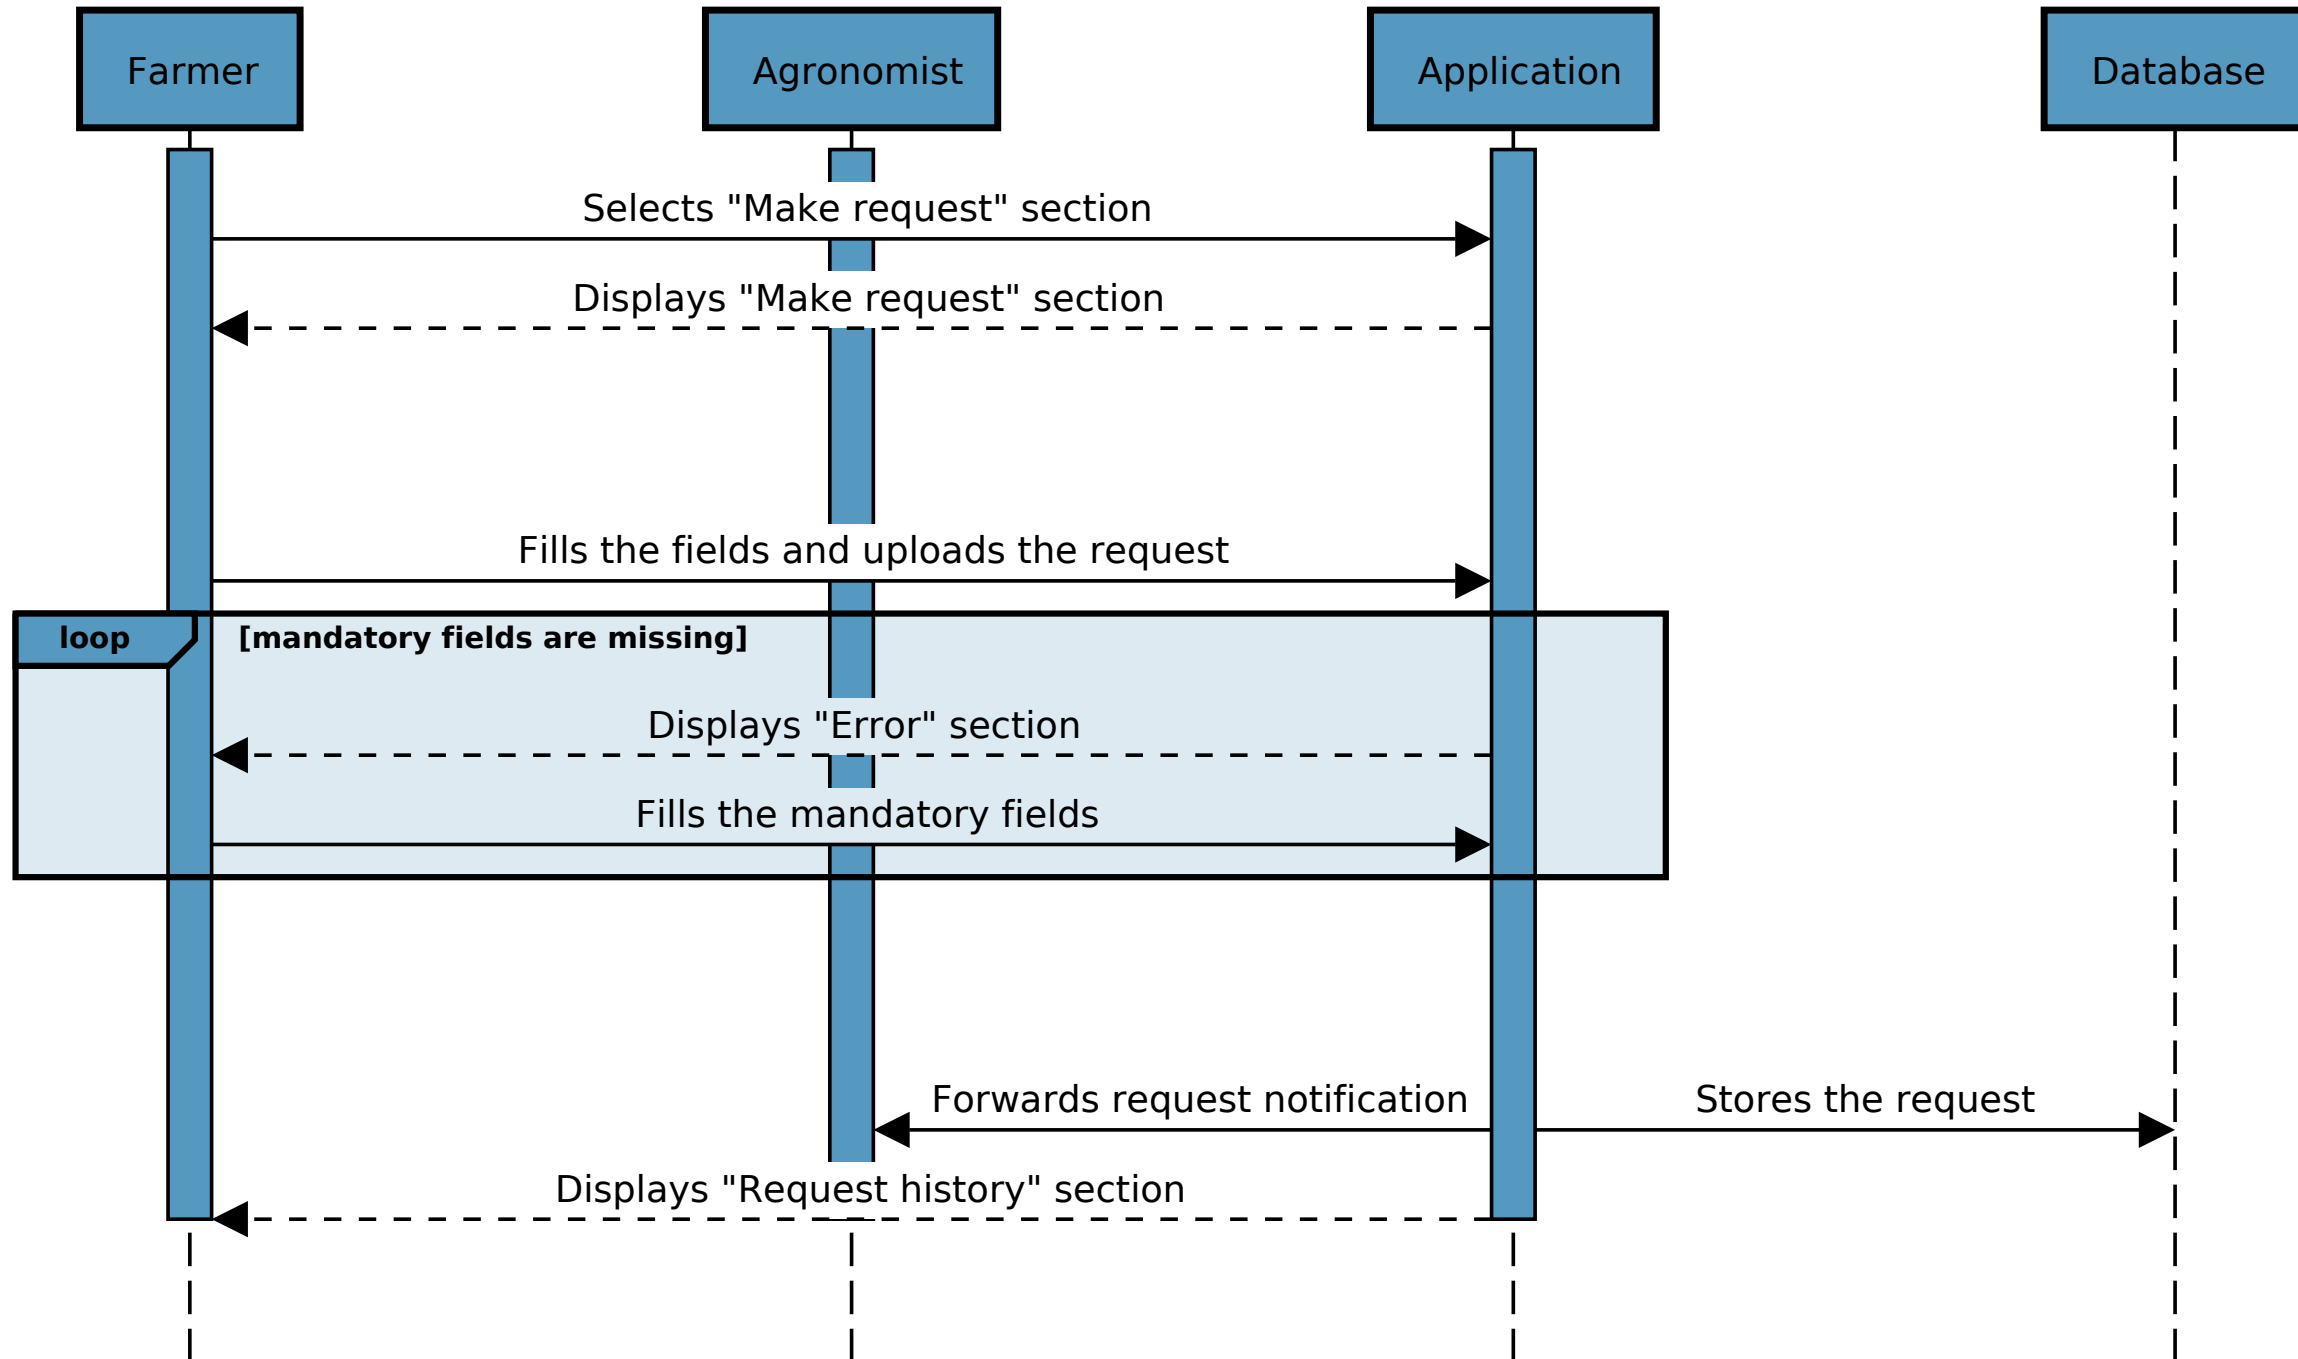 Farmer
Agronomist
Application
Database
Selects "Make request" section
Displays "Make request" section
Fills the fields and uploads the request
loop [mandatory fields are missing]
Displays "Error" section
Fills the mandatory fields
Forwards request notification
Stores the request
Displays "Request history" section